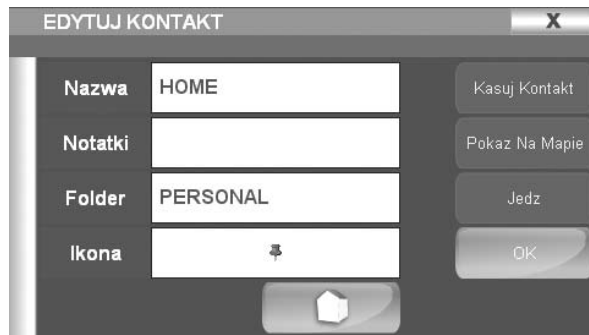 EDYTUJ KONTAKT X
Nazwa HOME Kasuj Kontakt
Notatki Pokaz Na Mapie
Folder PERSONAL Jedz
Ikona OK